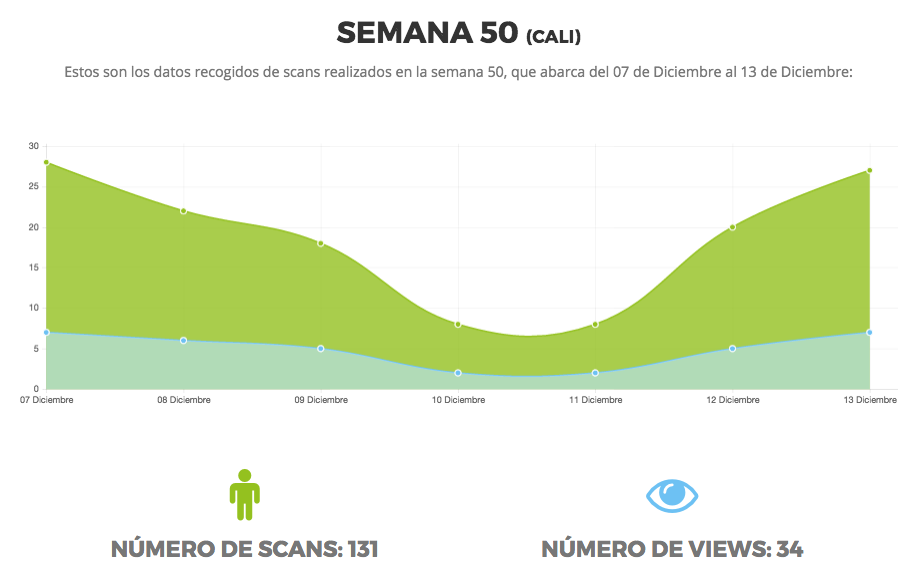 SEMANA 50 (CALI)
Estos son los datos recogidos de scans realizados en la semana 50, que abarca del 07 de Diciembre al 13 de Diciembre:
30
25
20
15
10
5
0
07 Diciembre 08 Diciembre 09 Diciembre 10 Diciembre 11 Diciembre 12 Diciembre 13 Diciembre
NÚMERO DE SCANS: 131 NÚMERO DE VIEWS: 34